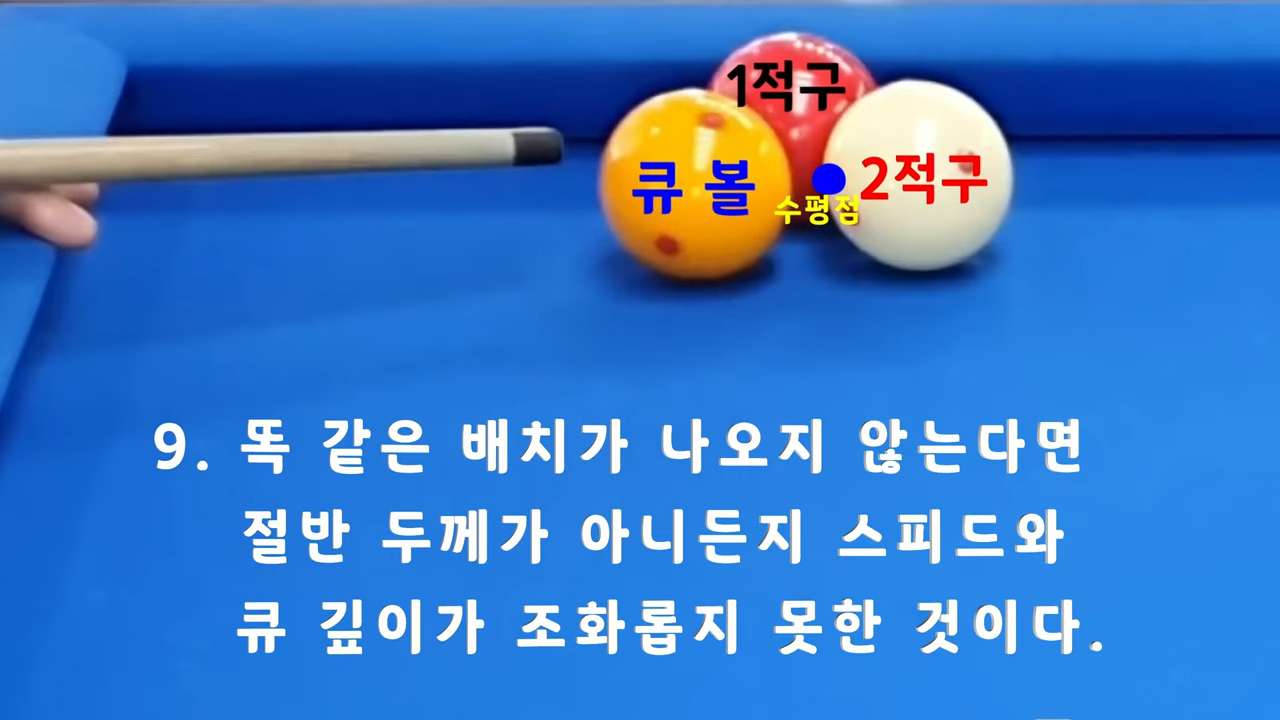 1적구
큐 볼
2적구
수평점
9. 똑 같은 배치가 나오지 않는다면
절반 두께가 아니든지 스피드와
큐 깊이가 조화롭지 못한 것이다.